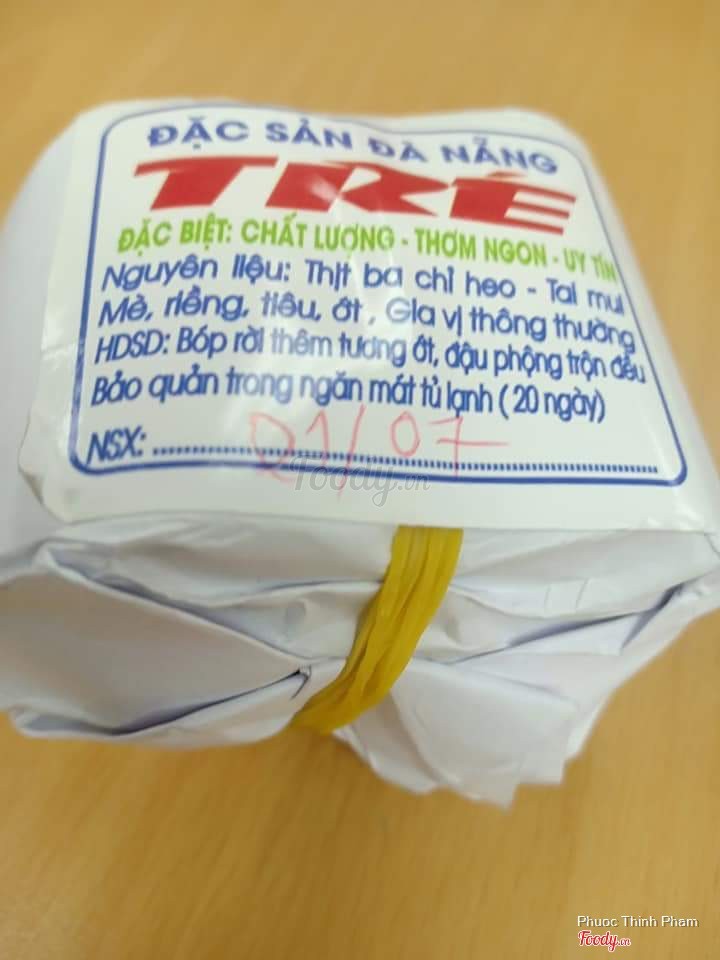 ĐẶC SẢN ĐÀ NẴNG
TRÉ
ĐẶC BIỆT: CHẤT LƯỢNG - THƠM NGON - UY TÍN
Nguyên liệu: Thịt ba chỉ heo - Tai mui
Mè, riềng, tiêu, ớt, Gia vị thông thường
HDSD: Bóp rời thêm tương ớt, đậu phộng trộn đều
Bảo quản trong ngăn mát tủ lạnh (20 ngày)
NSX: 01/07
Foody.vn
Phuoc Thinh Pham
Foody.vn